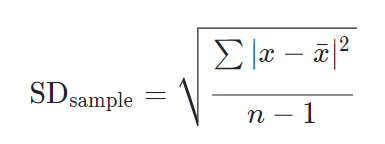 SD_sample = √(∑|x − x̄|² / (n − 1))